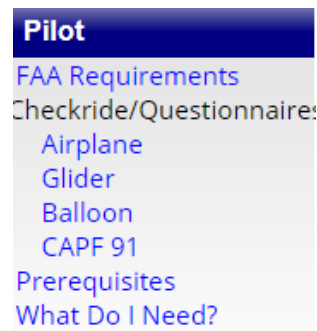 Pilot
FAA Requirements
Checkride/Questionnaires
Airplane
Glider
Balloon
CAPF 91
Prerequisites
What Do I Need?